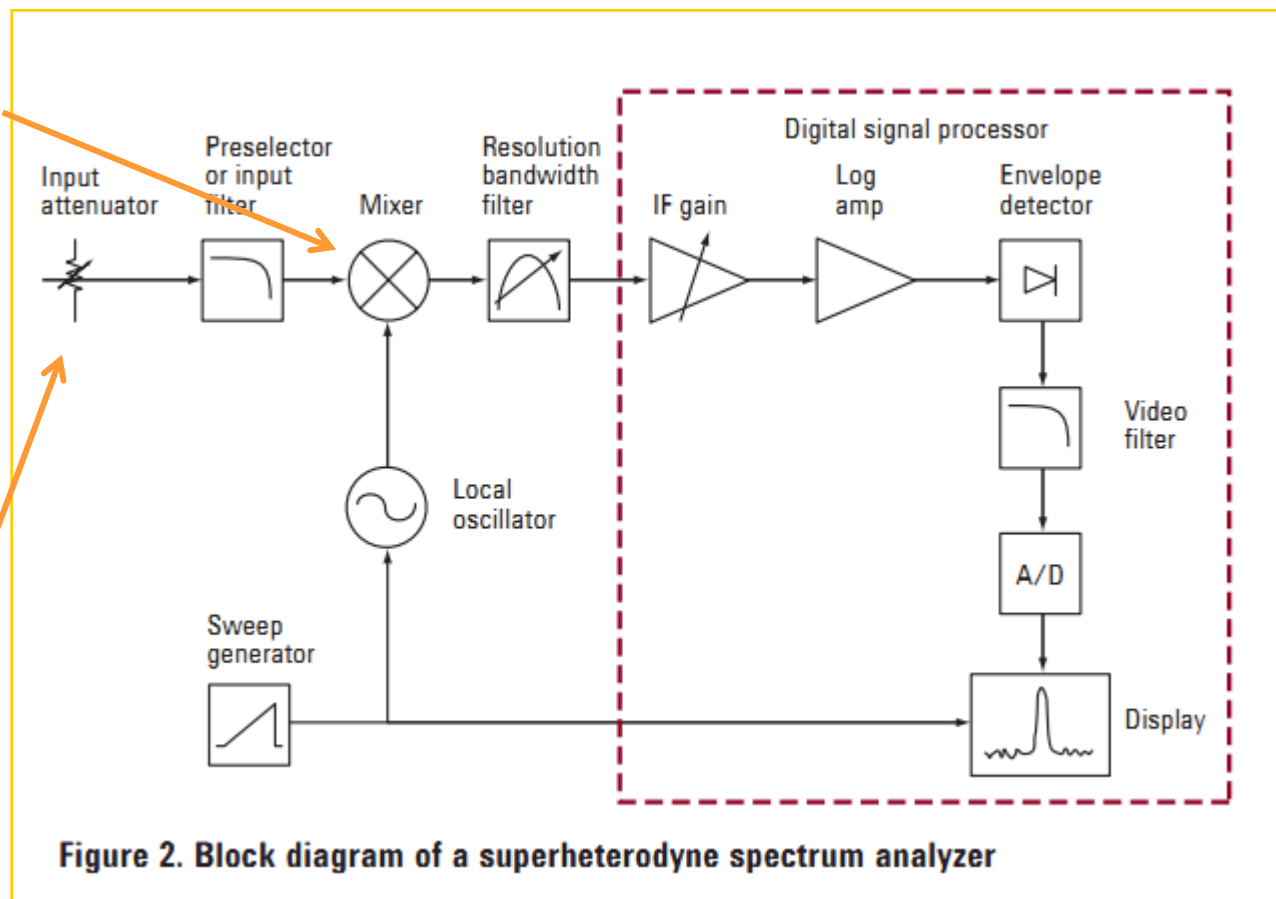 Digital signal processor
Input
attenuator
Preselector
or input
filter
Mixer
Resolution
bandwidth
filter
IF gain
Log
amp
Envelope
detector
Video
filter
Local
oscillator
A/D
Sweep
generator
Display
Figure 2. Block diagram of a superheterodyne spectrum analyzer